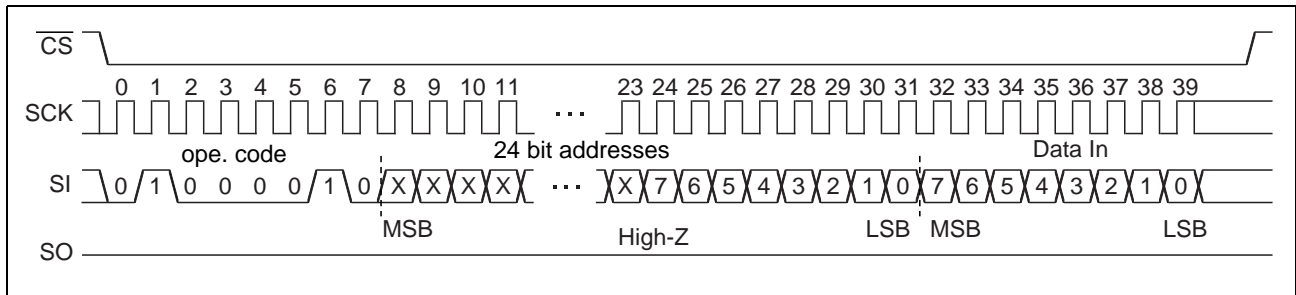 CS
0 1 2 3 4 5 6 7 8 9 10 11 23 24 25 26 27 28 29 30 31 32 33 34 35 36 37 38 39
SCK ...
ope. code 24 bit addresses Data In
SI 0 1 0 0 0 0 1 0 X X X X ... X 7 6 5 4 3 2 1 0 7 6 5 4 3 2 1 0
MSB High-Z LSB MSB LSB
SO